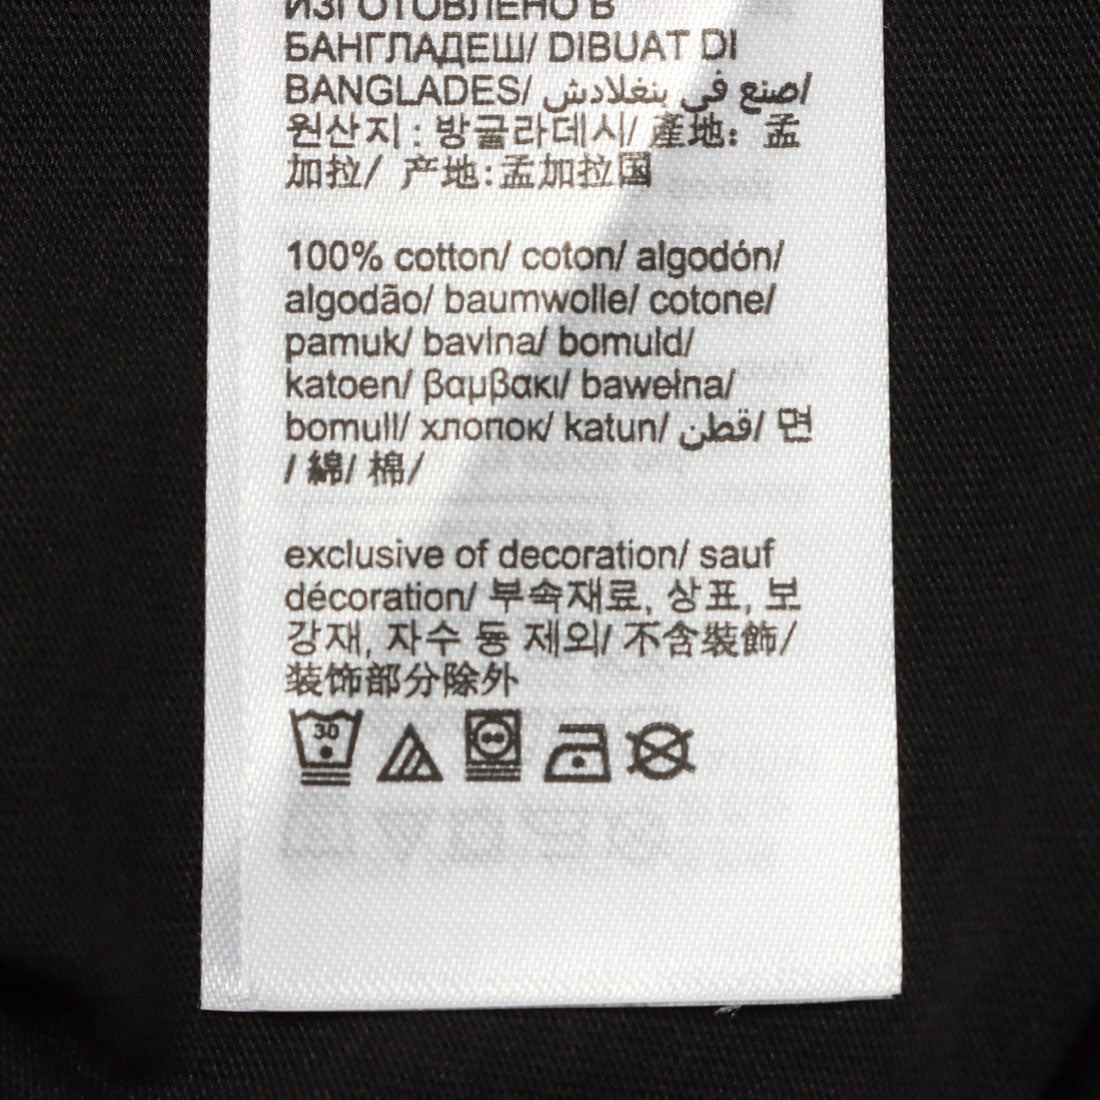 ИЗГОТОВЛЕНО В
БАНГЛАДЕШ/ DIBUAT DI
BANGLADES/ صنع في بنغلادش/
원산지 : 방글라데시/ 產地：孟
加拉/ 产地:孟加拉国
100% cotton/ coton/ algodón/
algodão/ baumwolle/ cotone/
pamuk/ bavlna/ bomuld/
katoen/ βαμβακι/ bawełna/
bomull/ хлопок/ katun/ قطن/ 면
/ 綿/ 棉/
exclusive of decoration/ sauf
décoration/ 부속재료, 상표, 보
강재, 자수 등 제외/ 不含裝飾/
装饰部分除外
30